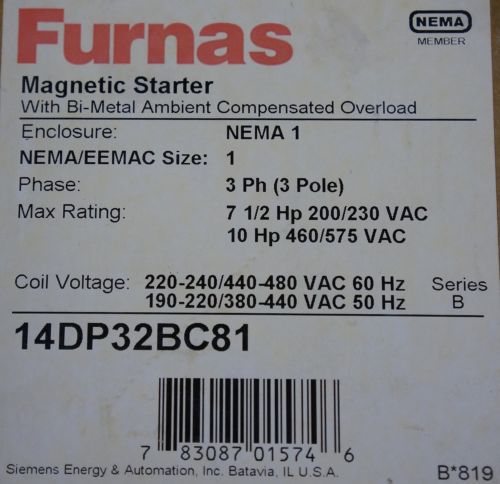 Furnas
NEMA
MEMBER
Magnetic Starter
With Bi-Metal Ambient Compensated Overload
Enclosure: NEMA 1
NEMA/EEMAC Size: 1
Phase: 3 Ph (3 Pole)
Max Rating: 7 1/2 Hp 200/230 VAC
10 Hp 460/575 VAC
Coil Voltage: 220-240/440-480 VAC 60 Hz Series
190-220/380-440 VAC 50 Hz B
14DP32BC81
7 83087 01574 6
Siemens Energy & Automation, Inc. Batavia, IL U.S.A. B*819